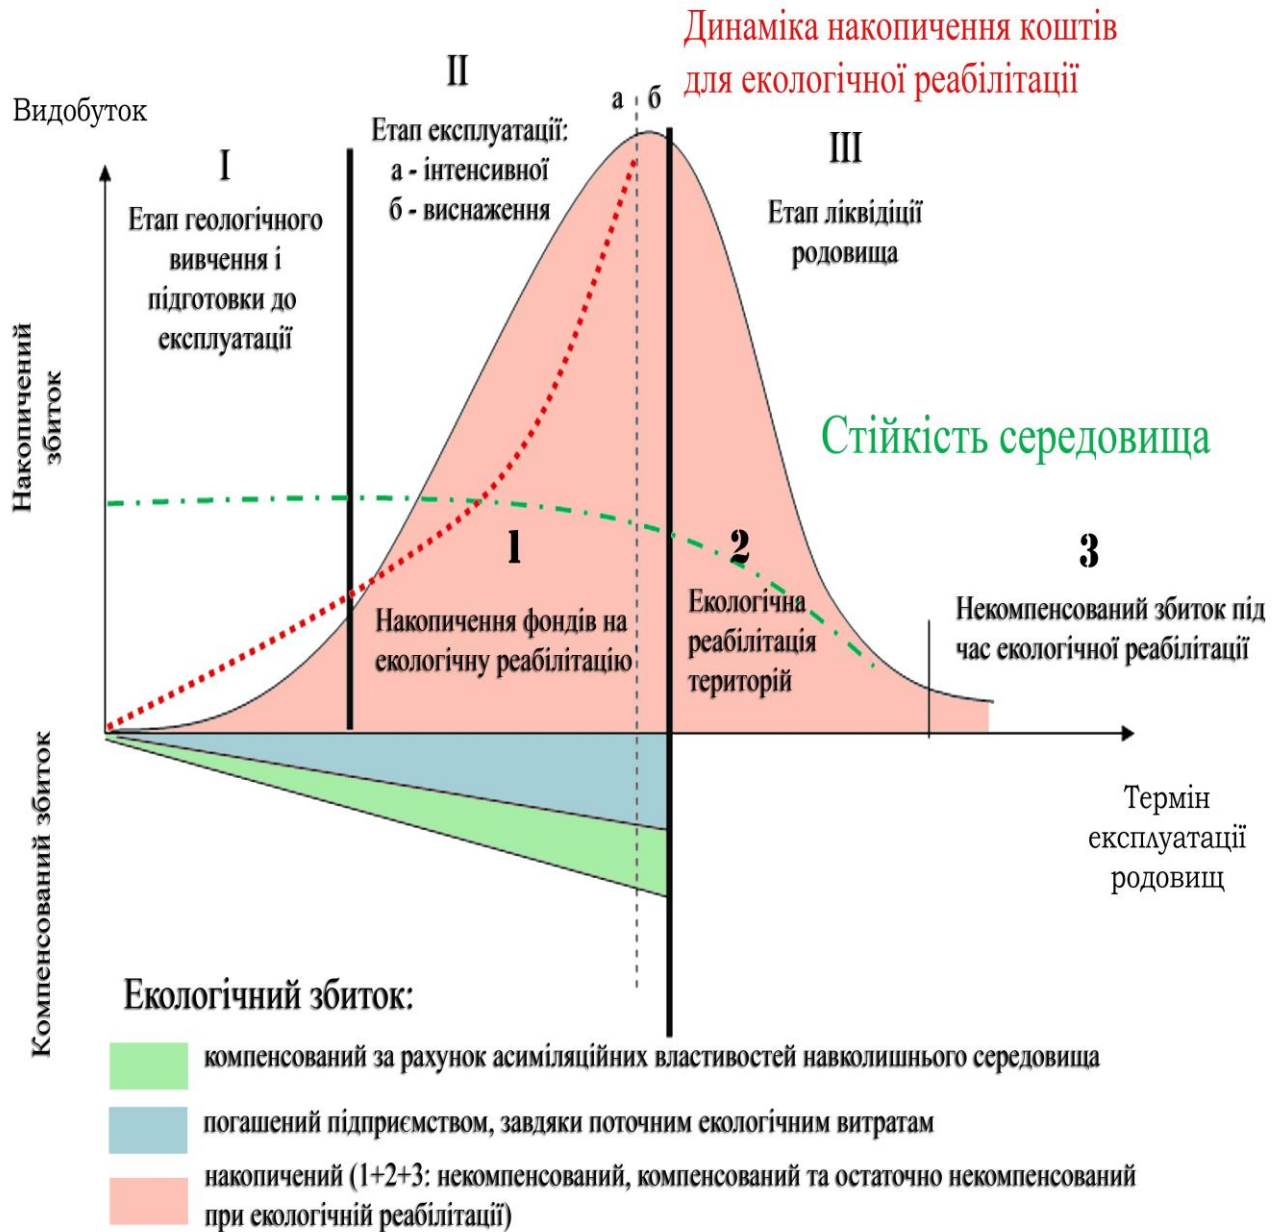 Динаміка накопичення коштів
для екологічної реабілітації
Видобуток
I
Етап геологічного
вивчення і
підготовки до
експлуатації
II
Етап експлуатації:
а - інтенсивної
б - виснаження
а б
III
Етап ліквідіції
родовища
Накопичений
збиток
Стійкість середовища
1
Накопичення фондів на
екологічну реабілітацію
2
Екологічна
реабілітація
територій
3
Некомпенсований збиток під
час екологічної реабілітації
Компенсований збиток
Термін
експлуатації
родовищ
Екологічний збиток:
компенсований за рахунок асиміляційних властивостей навколишнього середовища
погашений підприємством, завдяки поточним екологічним витратам
накопичений (1+2+3: некомпенсований, компенсований та остаточно некомпенсований
при екологічній реабілітації)